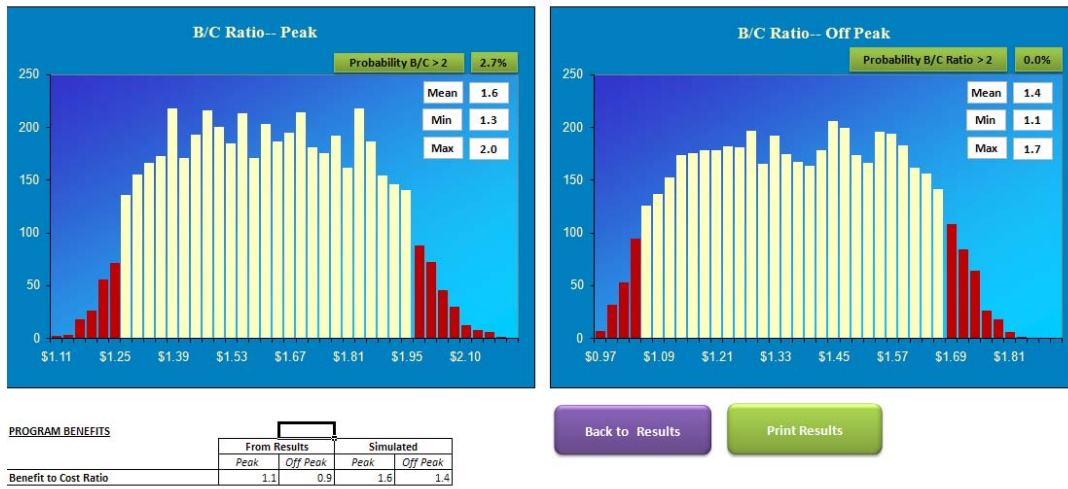 B/C Ratio-- Peak
Probability B/C > 2 2.7%
Mean 1.6
Min 1.3
Max 2.0
250
200
150
100
50
0
$1.11 $1.25 $1.39 $1.53 $1.67 $1.81 $1.95 $2.10
B/C Ratio-- Off Peak
Probability B/C Ratio > 2 0.0%
Mean 1.4
Min 1.1
Max 1.7
250
200
150
100
50
0
$0.97 $1.09 $1.21 $1.33 $1.45 $1.57 $1.69 $1.81
PROGRAM BENEFITS
From Results Simulated
Peak Off Peak Peak Off Peak
Benefit to Cost Ratio 1.1 0.9 1.6 1.4
Back to Results
Print Results